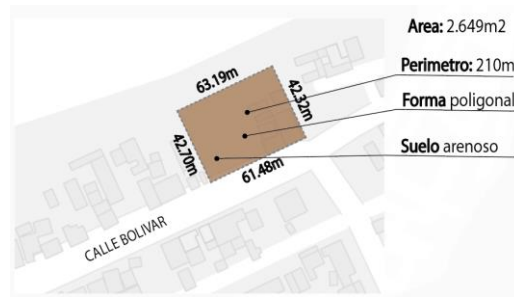 Area: 2.649m2
63.19m
Perimetro: 210m
42.32m
Forma poligonal
42.70m
Suelo arenoso
61.48m
CALLE BOLIVAR